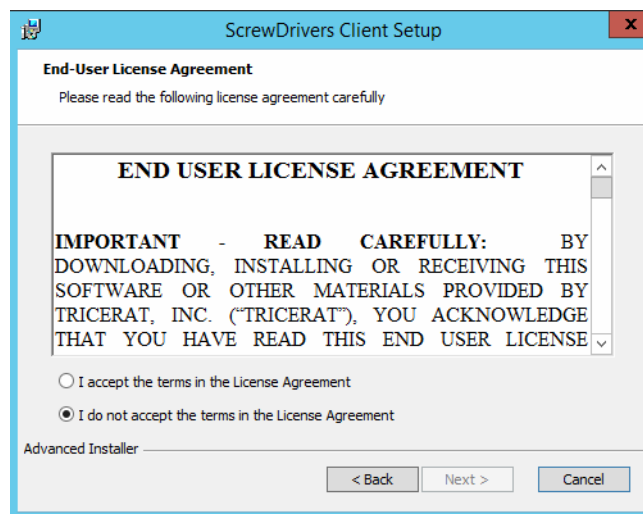 ScrewDrivers Client Setup
x
End-User License Agreement
Please read the following license agreement carefully
END USER LICENSE AGREEMENT
IMPORTANT - READ CAREFULLY: BY
DOWNLOADING, INSTALLING OR RECEIVING THIS
SOFTWARE OR OTHER MATERIALS PROVIDED BY
TRICERAT, INC. (“TRICERAT”), YOU ACKNOWLEDGE
THAT YOU HAVE READ THIS END USER LICENSE
I accept the terms in the License Agreement
I do not accept the terms in the License Agreement
Advanced Installer
< Back Next > Cancel